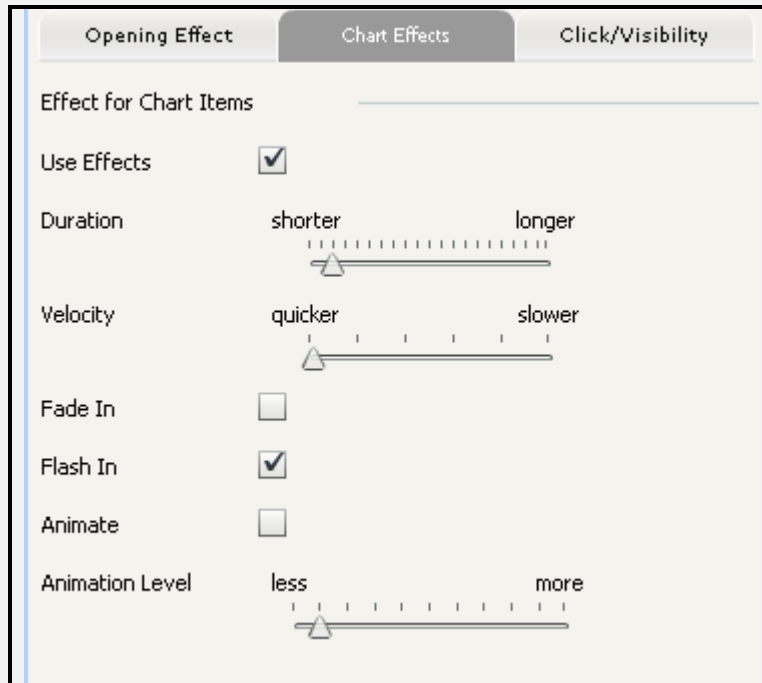 Opening Effect Chart Effects Click/Visibility
Effect for Chart Items
Use Effects
Duration shorter longer
Velocity quicker slower
Fade In
Flash In
Animate
Animation Level less more